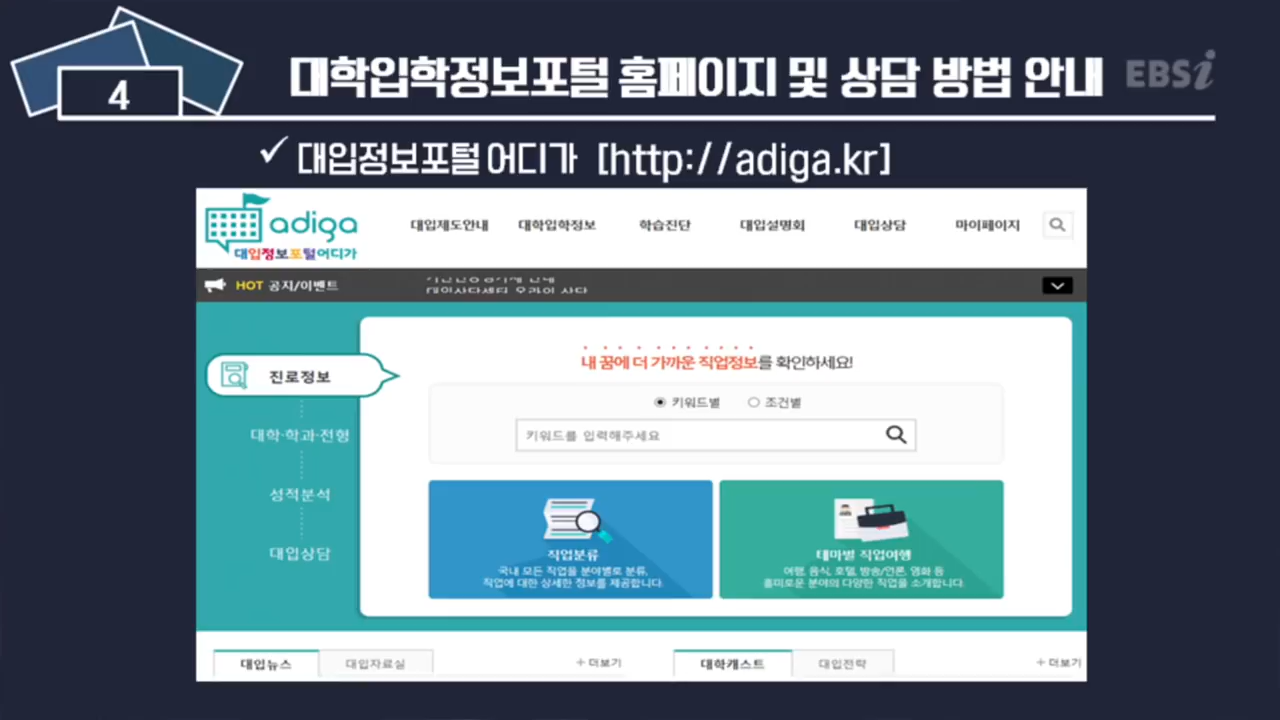 4
대학입학정보포털 홈페이지 및 상담 방법 안내
EBSi
✓ 대입정보포털 어디가 [http://adiga.kr]
adiga
대입정보포털어디가
대입제도안내 대학입학정보 학습진단 대입설명회 대입상담 마이페이지
HOT 공지/이벤트
내 꿈에 더 가까운 직업정보를 확인하세요!
진로정보
키워드별 조건별
대학·학과·전형
키워드를 입력해주세요
성적분석
대입상담
직업분류
국내 모든 직업을 분야별로 분류,
직업에 대한 상세한 정보를 제공합니다.
테마별 직업여행
여행, 음식, 호텔, 방송/언론, 영화 등
흥미로운 분야의 다양한 직업을 소개합니다.
대입뉴스 대입자료실 +더보기 대학캐스트 대입전략 +더보기